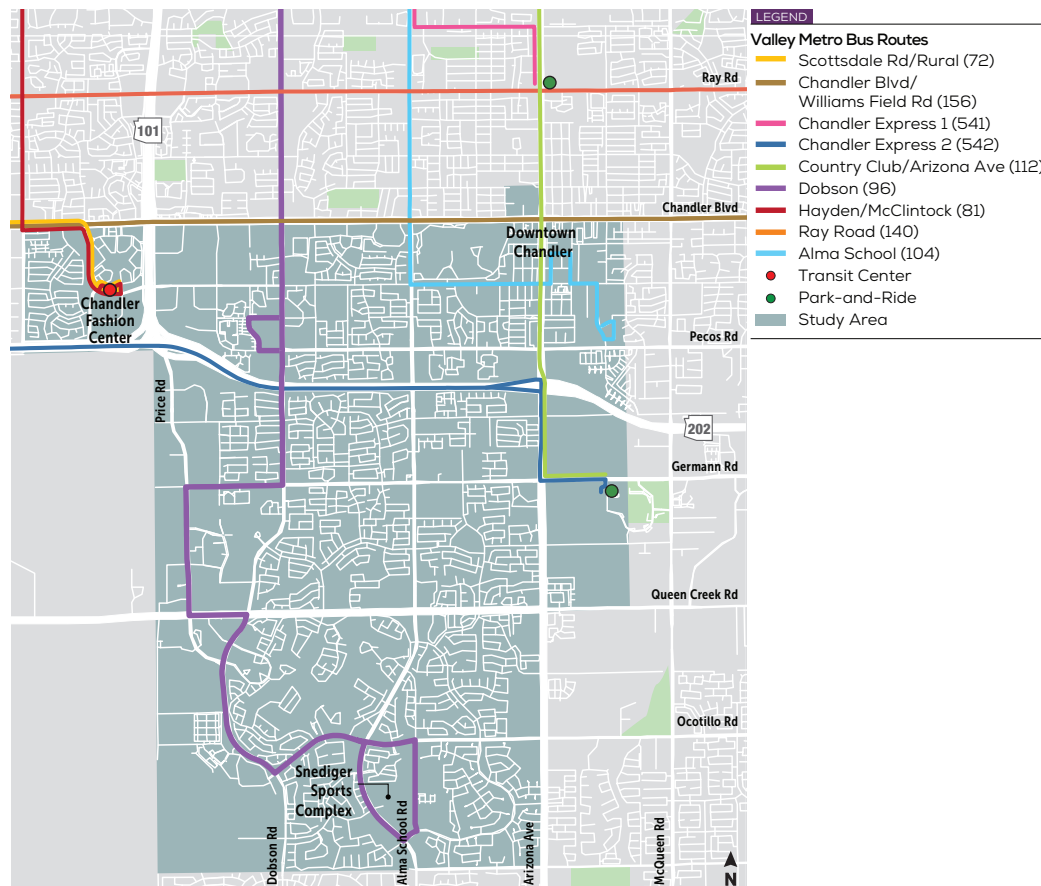 LEGEND
Valley Metro Bus Routes
Scottsdale Rd/Rural (72)
Chandler Blvd/
Williams Field Rd (156)
Chandler Express 1 (541)
Chandler Express 2 (542)
Country Club/Arizona Ave (112)
Dobson (96)
Hayden/McClintock (81)
Ray Road (140)
Alma School (104)
Transit Center
Park-and-Ride
Study Area
Ray Rd
101
Chandler Blvd
Downtown
Chandler
Chandler
Fashion
Center
Pecos Rd
Price Rd
202
Germann Rd
Queen Creek Rd
Ocotillo Rd
Snediger
Sports
Complex
Dobson Rd
Alma School Rd
Arizona Ave
McQueen Rd
N